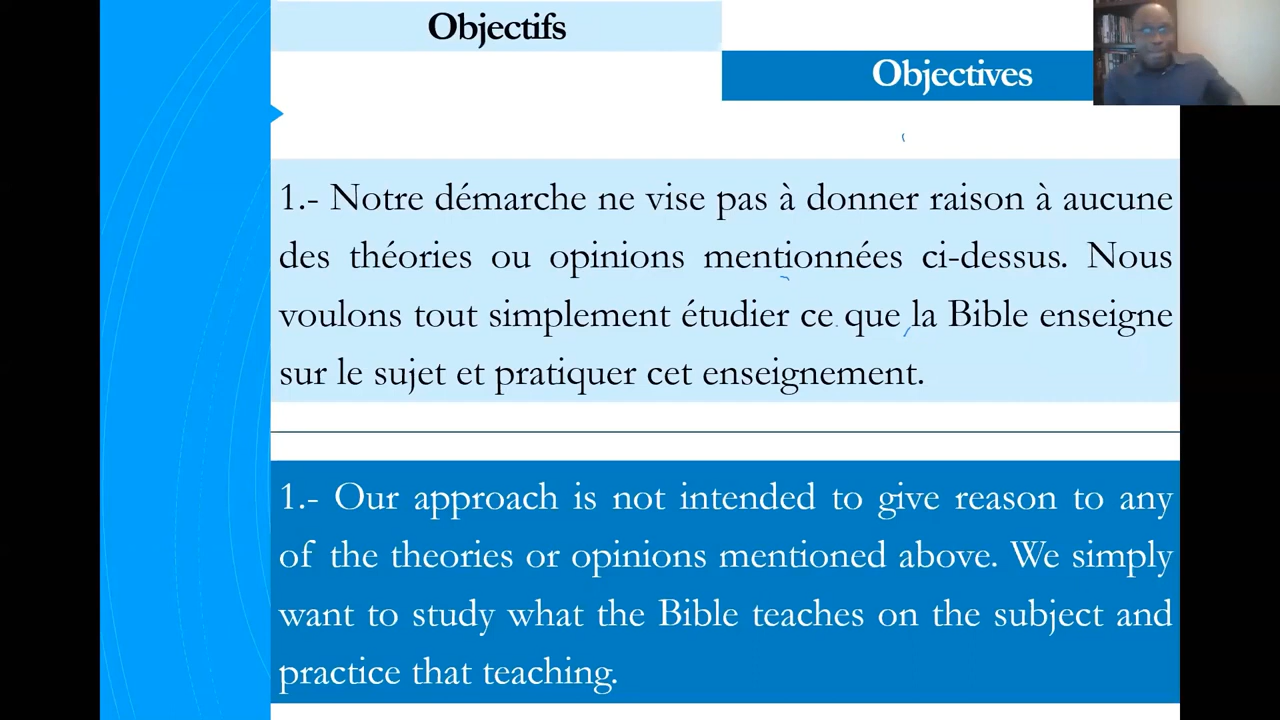 Objectifs
Objectives
1.- Notre démarche ne vise pas à donner raison à aucune
des théories ou opinions mentionnées ci-dessus. Nous
voulons tout simplement étudier ce que la Bible enseigne
sur le sujet et pratiquer cet enseignement.
1.- Our approach is not intended to give reason to any
of the theories or opinions mentioned above. We simply
want to study what the Bible teaches on the subject and
practice that teaching.